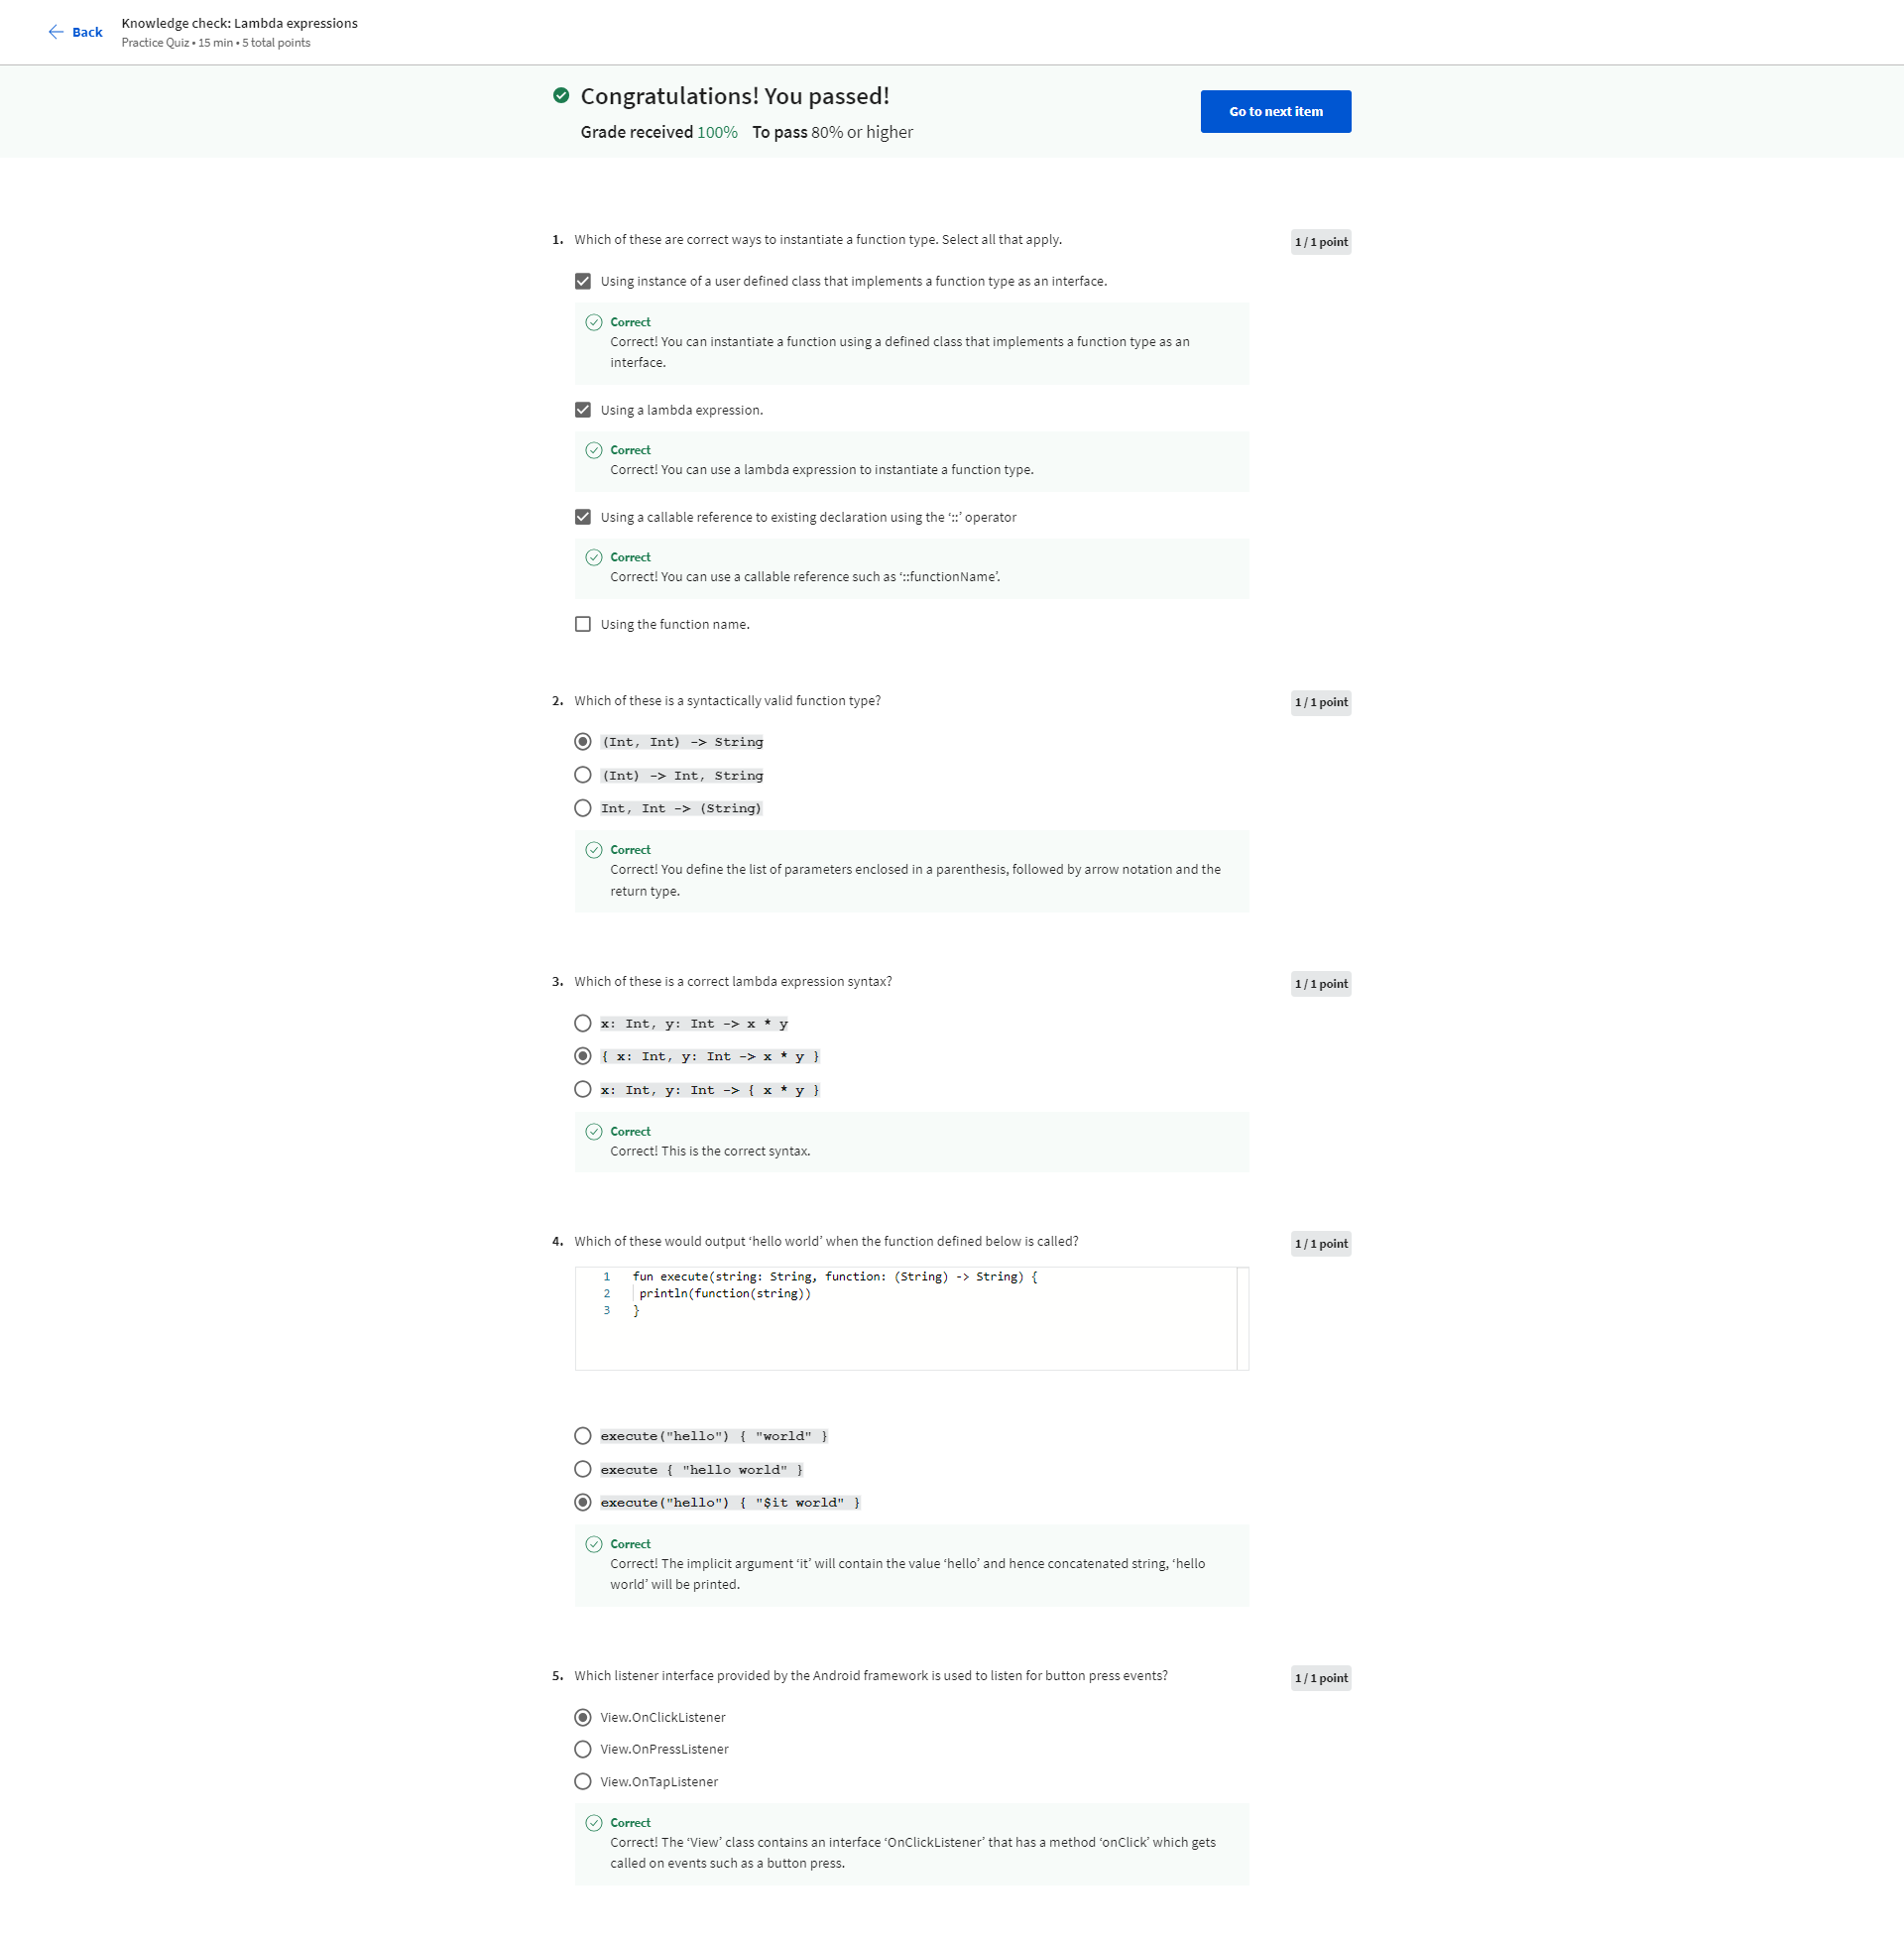 Back
Knowledge check: Lambda expressions
Practice Quiz • 15 min • 5 total points
Congratulations! You passed!
Grade received 100% To pass 80% or higher
Go to next item
1. Which of these are correct ways to instantiate a function type. Select all that apply.
1 / 1 point
Using instance of a user defined class that implements a function type as an interface.
Correct
Correct! You can instantiate a function using a defined class that implements a function type as an
interface.
Using a lambda expression.
Correct
Correct! You can use a lambda expression to instantiate a function type.
Using a callable reference to existing declaration using the ‘::’ operator
Correct
Correct! You can use a callable reference such as ‘::functionName’.
Using the function name.
2. Which of these is a syntactically valid function type?
1 / 1 point
(Int, Int) -> String
(Int) -> Int, String
Int, Int -> (String)
Correct
Correct! You define the list of parameters enclosed in a parenthesis, followed by arrow notation and the
return type.
3. Which of these is a correct lambda expression syntax?
1 / 1 point
x: Int, y: Int -> x * y
{ x: Int, y: Int -> x * y }
x: Int, y: Int -> { x * y }
Correct
Correct! This is the correct syntax.
4. Which of these would output ‘hello world’ when the function defined below is called?
1 / 1 point
1 fun execute(string: String, function: (String) -> String) {
2 println(function(string))
3 }
execute("hello") { "world" }
execute { "hello world" }
execute("hello") { "$it world" }
Correct
Correct! The implicit argument ‘it’ will contain the value ‘hello’ and hence concatenated string, ‘hello
world’ will be printed.
5. Which listener interface provided by the Android framework is used to listen for button press events?
1 / 1 point
View.OnClickListener
View.OnPressListener
View.OnTapListener
Correct
Correct! The ‘View’ class contains an interface ‘OnClickListener’ that has a method ‘onClick’ which gets
called on events such as a button press.